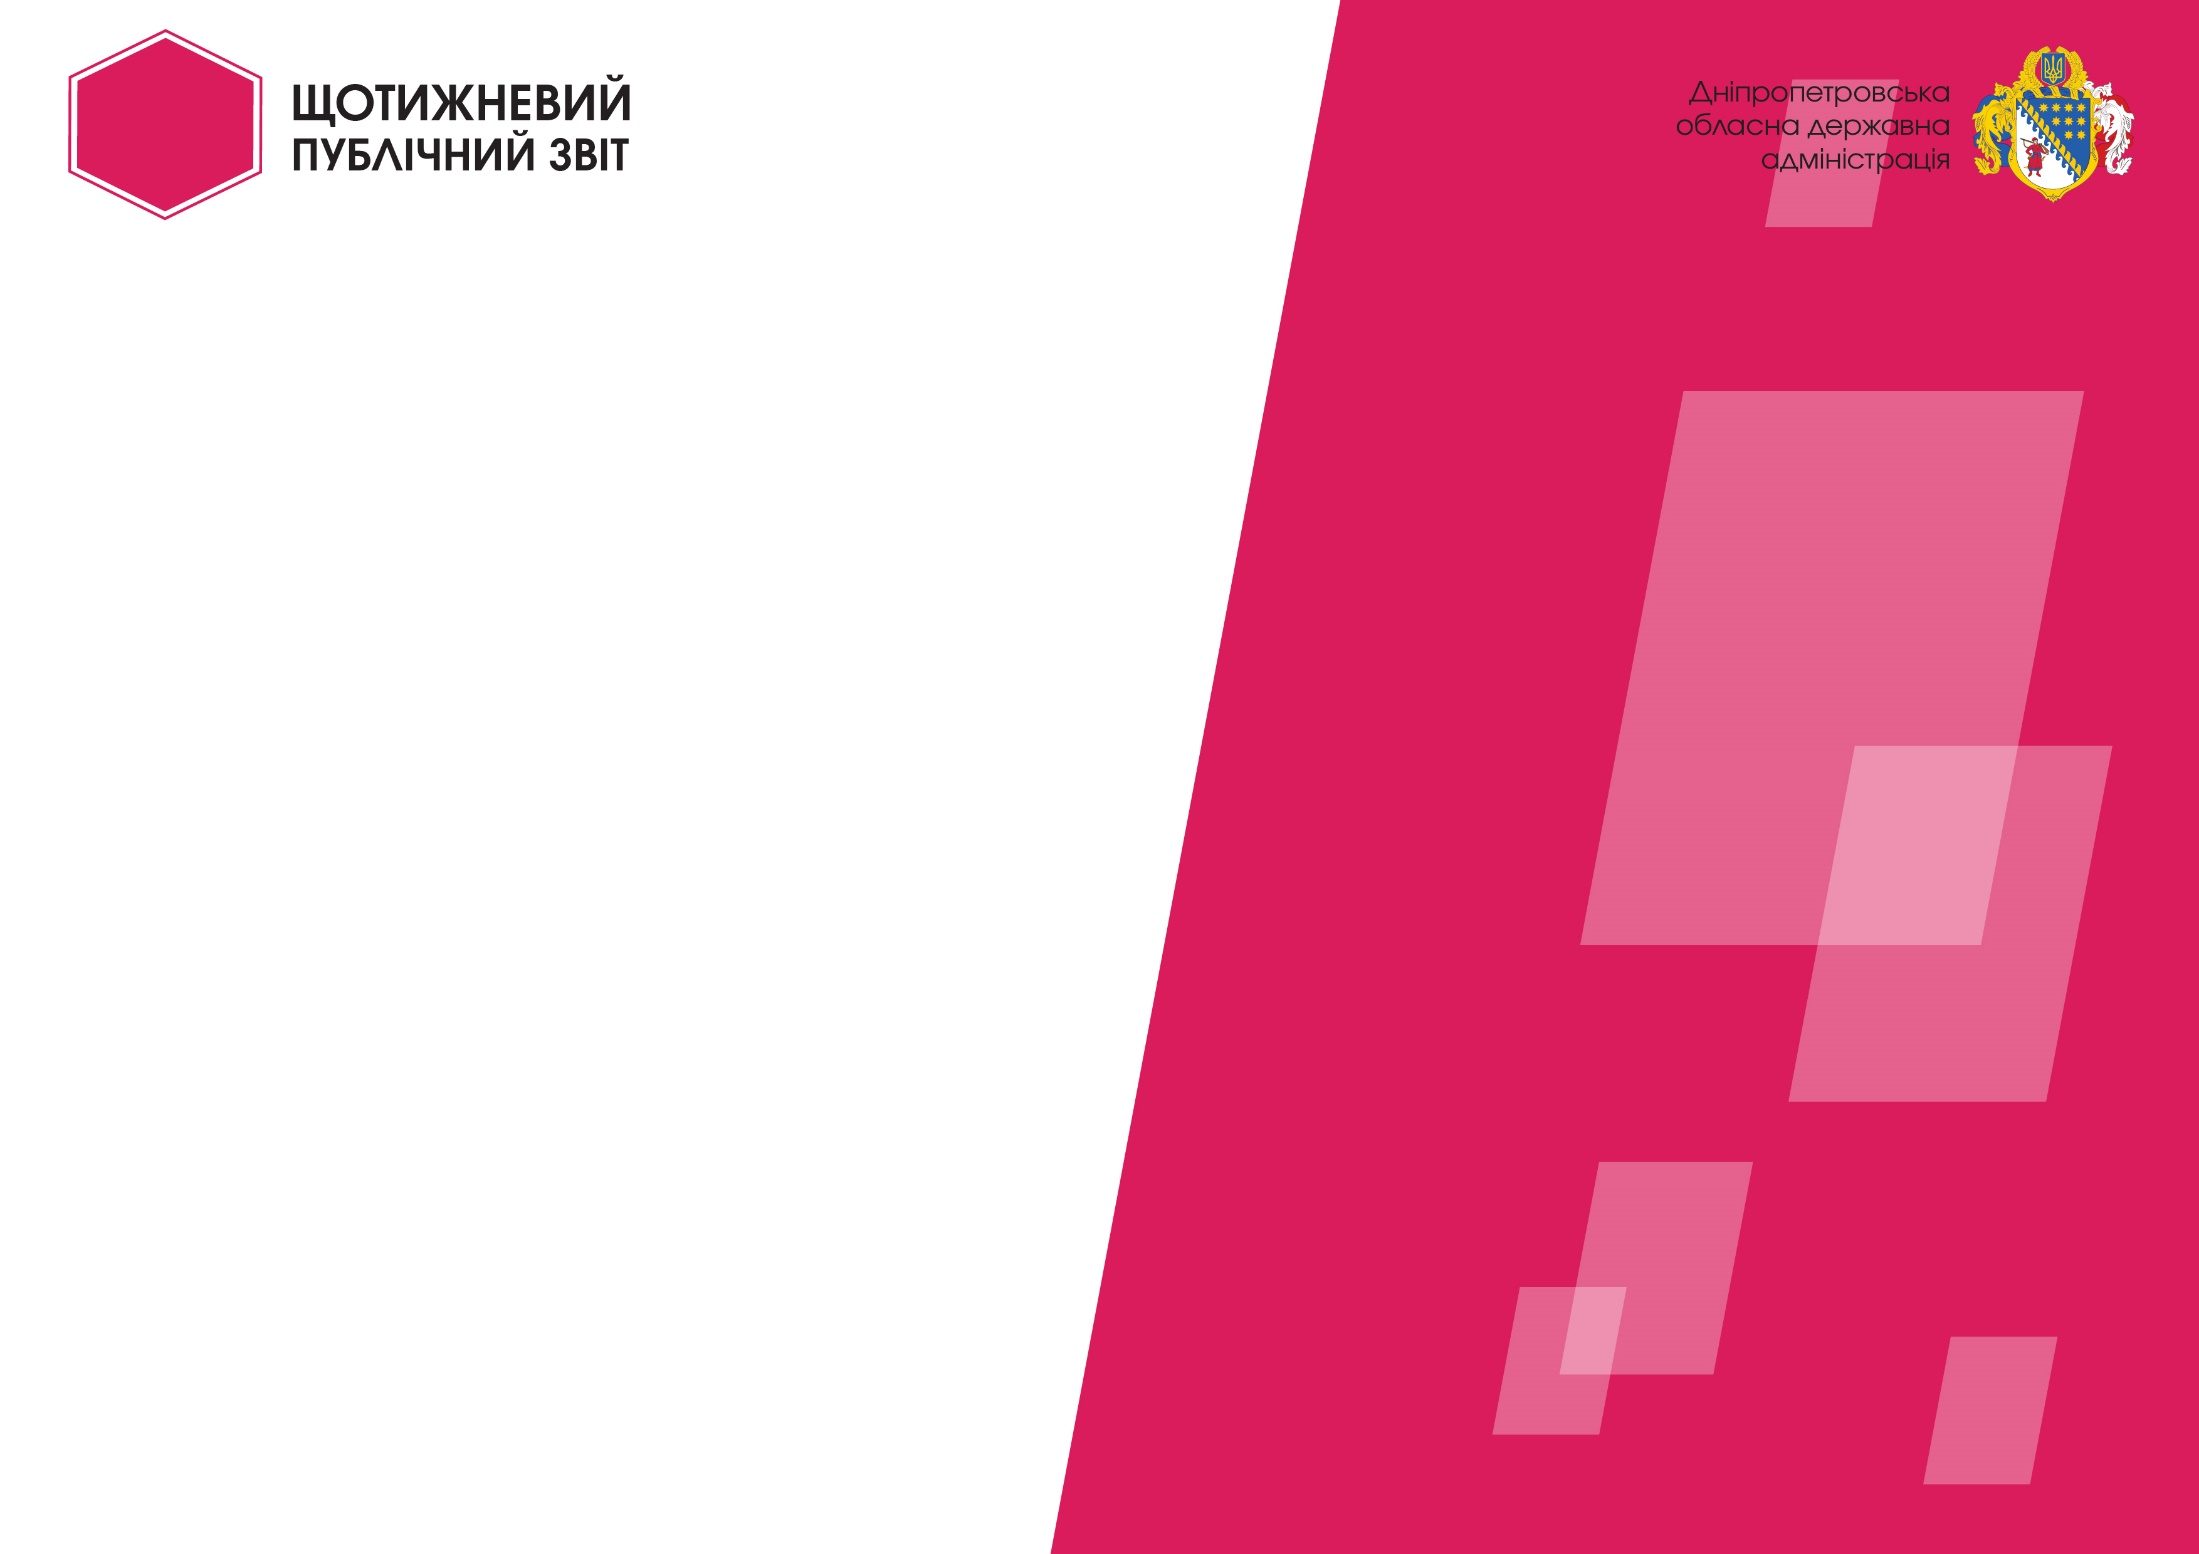 ЩОТИЖНЕВИЙ
ПУБЛІЧНИЙ ЗВІТ
Дніпропетровська
обласна державна
адміністрація